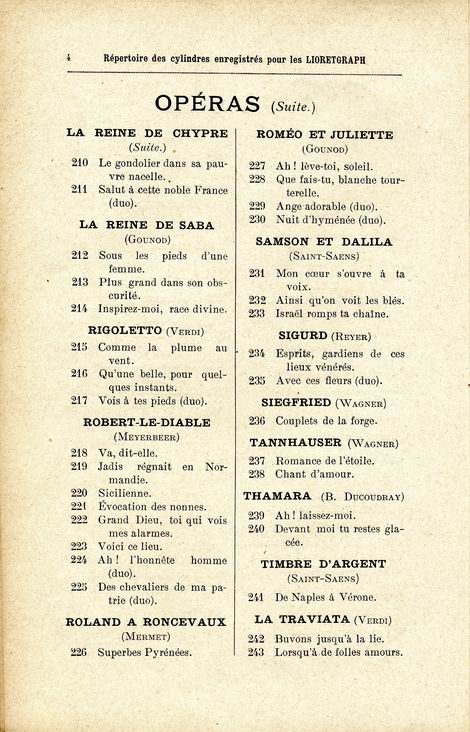 4 Répertoire des cylindres enregistrés pour les LIORETGRAPH
OPÉRAS (Suite.)
LA REINE DE CHYPRE
(Suite.)
210 Le gondolier dans sa pau-
vre nacelle.
211 Salut à cette noble France
(duo).
LA REINE DE SABA
(GOUNOD)
212 Sous les pieds d'une
femme.
213 Plus grand dans son obs-
curité.
214 Inspirez-moi, race divine.
RIGOLETTO (VERDI)
215 Comme la plume au
vent.
216 Qu'une belle, pour quel-
ques instants.
217 Vois à tes pieds (duo).
ROBERT-LE-DIABLE
(MEYERBEER)
218 Va, dit-elle.
219 Jadis régnait en Nor-
mandie.
220 Sicilienne.
221 Évocation des nonnes.
222 Grand Dieu, toi qui vois
mes alarmes.
223 Voici ce lieu.
224 Ah! l'honnête homme
(duo).
225 Des chevaliers de ma pa-
trie (duo).
ROLAND A RONCEVAUX
(MERMET)
226 Superbes Pyrénées.
ROMÉO ET JULIETTE
(GOUNOD)
227 Ah! lève-toi, soleil.
228 Que fais-tu, blanche tour-
terelle.
229 Ange adorable (duo).
230 Nuit d'hyménée (duo).
SAMSON ET DALILA
(SAINT-SAENS)
231 Mon cœur s'ouvre à ta
voix.
232 Ainsi qu'on voit les blés.
233 Israël romps ta chaîne.
SIGURD (REYER)
234 Esprits, gardiens de ces
lieux vénérés.
235 Avec ces fleurs (duo).
SIEGFRIED (WAGNER)
236 Couplets de la forge.
TANNHAUSER (WAGNER)
237 Romance de l'étoile.
238 Chant d'amour.
THAMARA (B. DUCOUDRAY)
239 Ah! laissez-moi.
240 Devant moi tu restes gla-
cée.
TIMBRE D'ARGENT
(SAINT-SAENS)
241 De Naples à Vérone.
LA TRAVIATA (VERDI)
242 Buvons jusqu'à la lie.
243 Lorsqu'à de folles amours.